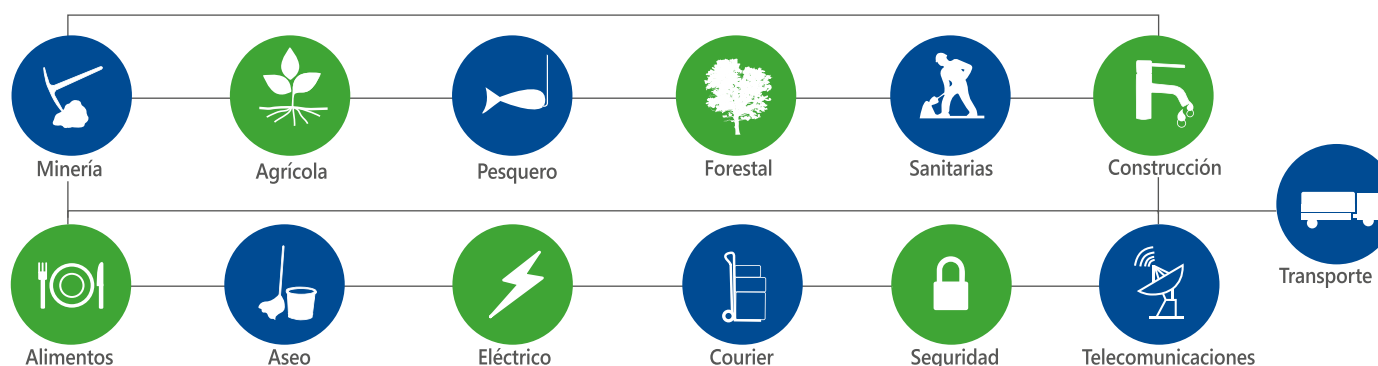 Minería
Agrícola
Pesquero
Forestal
Sanitarias
Construcción
Transporte
Alimentos
Aseo
Eléctrico
Courier
Seguridad
Telecomunicaciones